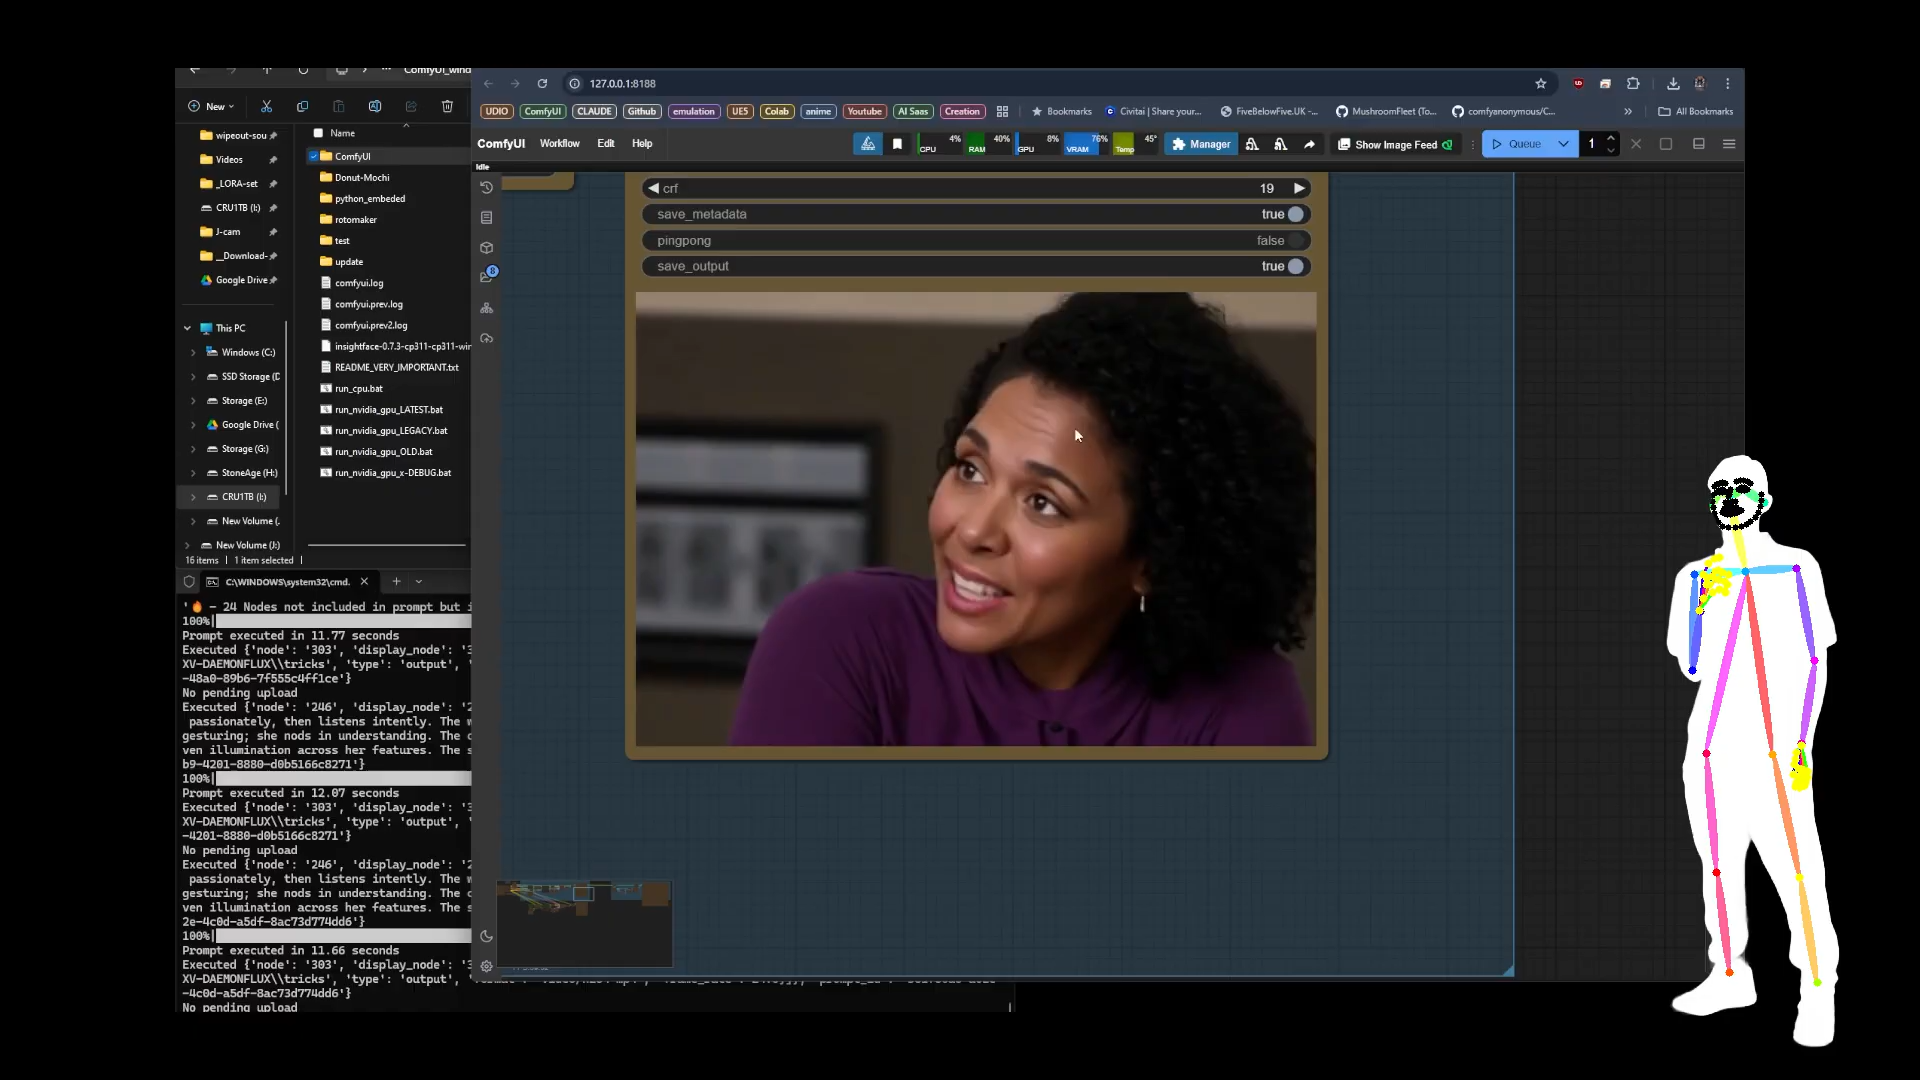 ComfyUI_wind
New
wipeout-sou
Videos
_LORA-set
CRU1TB (I:)
J-cam
__Download-
Google Drive
This PC
Windows (C:)
SSD Storage (D
Storage (E:)
Google Drive (
Storage (G:)
StoneAge (H:)
CRU1TB (I:)
New Volume (
New Volume (J:)
16 items
1 item selected
Name
ComfyUI
Donut-Mochi
python_embeded
rotomaker
test
update
comfyui.log
comfyui.prev.log
comfyui.prev2.log
insightface-0.7.3-cp311-cp311-win
README_VERY_IMPORTANT.txt
run_cpu.bat
run_nvidia_gpu_LATEST.bat
run_nvidia_gpu_LEGACY.bat
run_nvidia_gpu_OLD.bat
run_nvidia_gpu_x-DEBUG.bat
C:\WINDOWS\system32\cmd.
- 24 Nodes not included in prompt but i
100%|
Prompt executed in 11.77 seconds
Executed {'node': '303', 'display_node': '3
XV-DAEMONFLUX\\tricks', 'type': 'output', '
-48a0-89b6-7f555c4ff1ce'}
No pending upload
Executed {'node': '246', 'display_node': '2
passionately, then listens intently. The w
gesturing; she nods in understanding. The c
ven illumination across her features. The s
b9-4201-8880-d0b5166c8271'}
100%|
Prompt executed in 12.07 seconds
Executed {'node': '303', 'display_node': '3
XV-DAEMONFLUX\\tricks', 'type': 'output', '
-4201-8880-d0b5166c8271'}
No pending upload
Executed {'node': '246', 'display_node': '2
passionately, then listens intently. The w
gesturing; she nods in understanding. The c
ven illumination across her features. The s
2e-4c0d-a5df-8ac73d774dd6'}
100%|
Prompt executed in 11.66 seconds
Executed {'node': '303', 'display_node': '3
XV-DAEMONFLUX\\tricks', 'type': 'output', '
-4c0d-a5df-8ac73d774dd6'}
No pending upload
127.0.0.1:8188
UDIO ComfyUI CLAUDE Github emulation UE5 Colab anime Youtube AI Saas Creation Bookmarks Civitai | Share your... FiveBelowFive.UK -... MushroomFleet (To... comfyanonymous/C... » All Bookmarks
ComfyUI Workflow Edit Help
CPU 4% RAM 40% GPU 8% VRAM 76% Temp 45°
Manager
Show Image Feed
Queue
1
Idle
8
crf 19
save_metadata true
pingpong false
save_output true